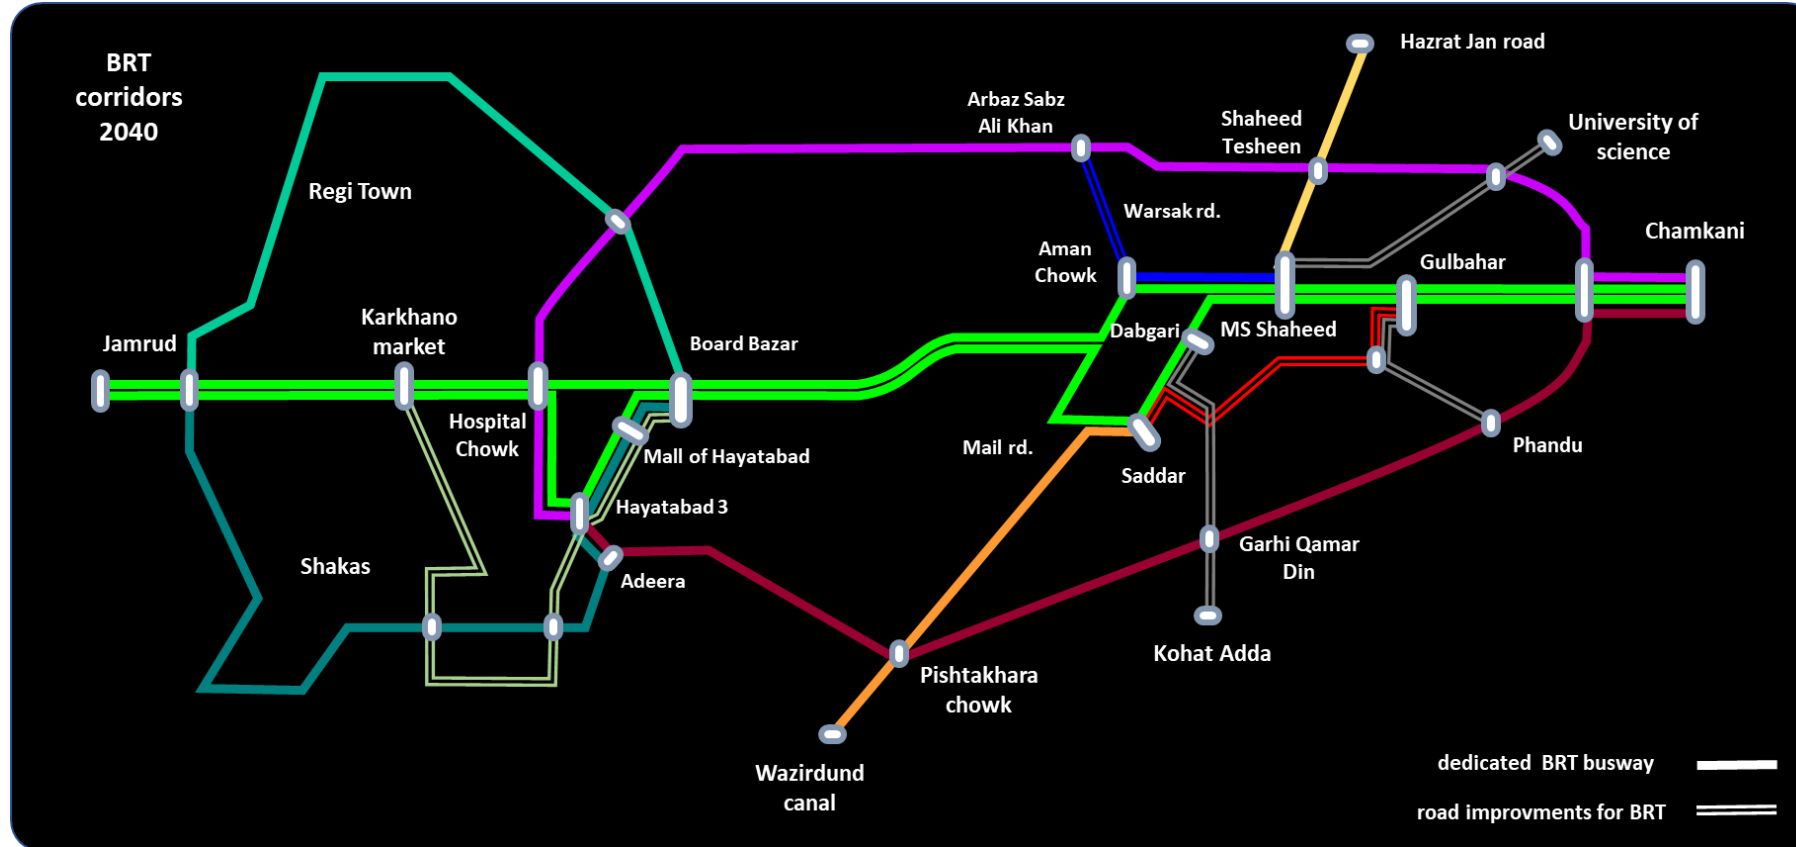 BRT
corridors
2040
Hazrat Jan road
Arbaz Sabz
Ali Khan
Shaheed
Tesheen
University of
science
Regi Town
Warsak rd.
Chamkani
Aman
Chowk
Gulbahar
Karkhano
market
Jamrud
Board Bazar
Dabgari
MS Shaheed
Hospital
Chowk
Mall of Hayatabad
Mail rd.
Saddar
Phandu
Hayatabad 3
Shakas
Adeera
Garhi Qamar
Din
Kohat Adda
Pishtakhara
chowk
Wazirdund
canal
dedicated BRT busway
road improvments for BRT